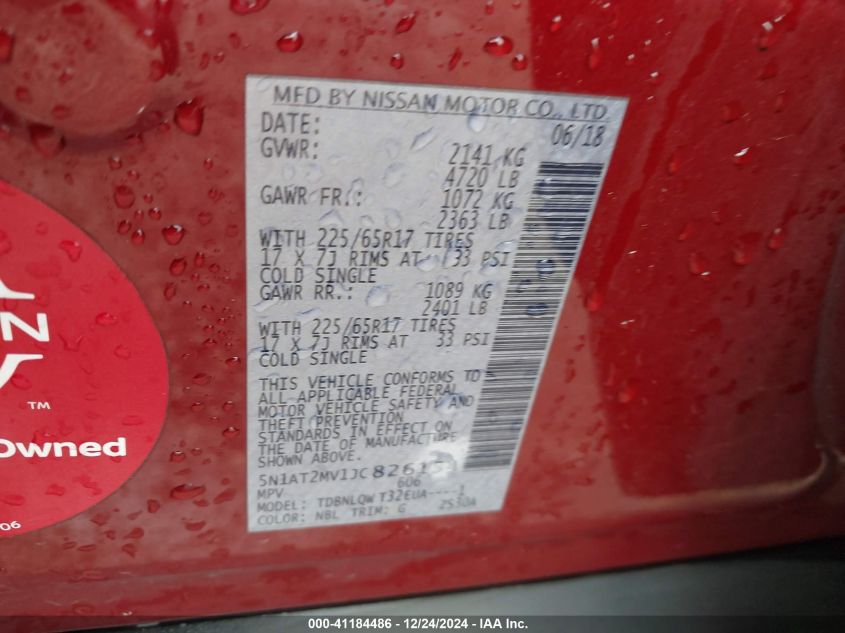 MFD BY NISSAN MOTOR CO., LTD
DATE: 06/18
GVWR: 2141 KG
4720 LB
GAWR FR.: 1072 KG
2363 LB
WITH 225/65R17 TIRES
17 X 7J RIMS AT 33 PSI
COLD SINGLE
GAWR RR.: 1089 KG
2401 LB
WITH 225/65R17 TIRES
17 X 7J RIMS AT 33 PSI
COLD SINGLE
THIS VEHICLE CONFORMS TO
ALL APPLICABLE FEDERAL
MOTOR VEHICLE SAFETY AND
THEFT PREVENTION
STANDARDS IN EFFECT ON
THE DATE OF MANUFACTURE
SHOWN ABOVE.
MPV 606
MODEL: TDBNLQW T32EUA----1
COLOR: NBL TRIM: G 2S30A
N
TM
Owned
06
000-41184486 - 12/24/2024 - IAA Inc.